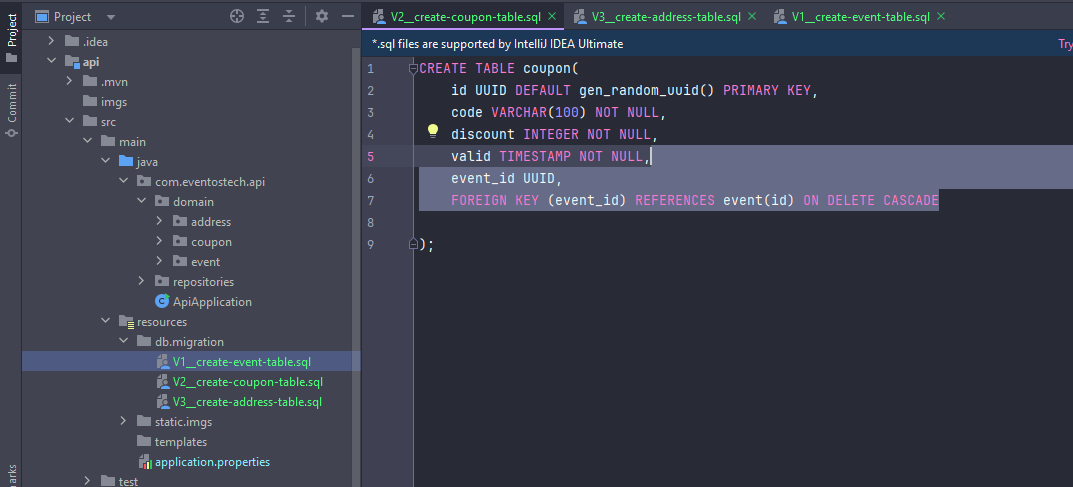 Project
Commit
arks
Project
.idea
api
.mvn
imgs
src
main
java
com.eventostech.api
domain
address
coupon
event
repositories
ApiApplication
resources
db.migration
V1__create-event-table.sql
V2__create-coupon-table.sql
V3__create-address-table.sql
static.imgs
templates
application.properties
test
V2__create-coupon-table.sql V3__create-address-table.sql V1__create-event-table.sql
*.sql files are supported by IntelliJ IDEA Ultimate Try
1 CREATE TABLE coupon(
2 id UUID DEFAULT gen_random_uuid() PRIMARY KEY,
3 code VARCHAR(100) NOT NULL,
4 discount INTEGER NOT NULL,
5 valid TIMESTAMP NOT NULL,
6 event_id UUID,
7 FOREIGN KEY (event_id) REFERENCES event(id) ON DELETE CASCADE
8
9 );